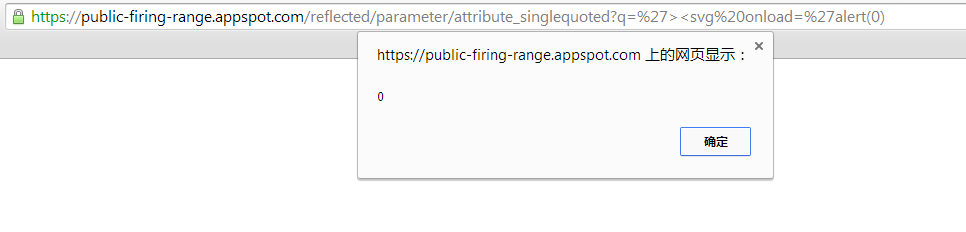 https://public-firing-range.appspot.com/reflected/parameter/attribute_singlequoted?q=%27><svg%20onload=%27alert(0)
https://public-firing-range.appspot.com 上的网页显示：
0
确定